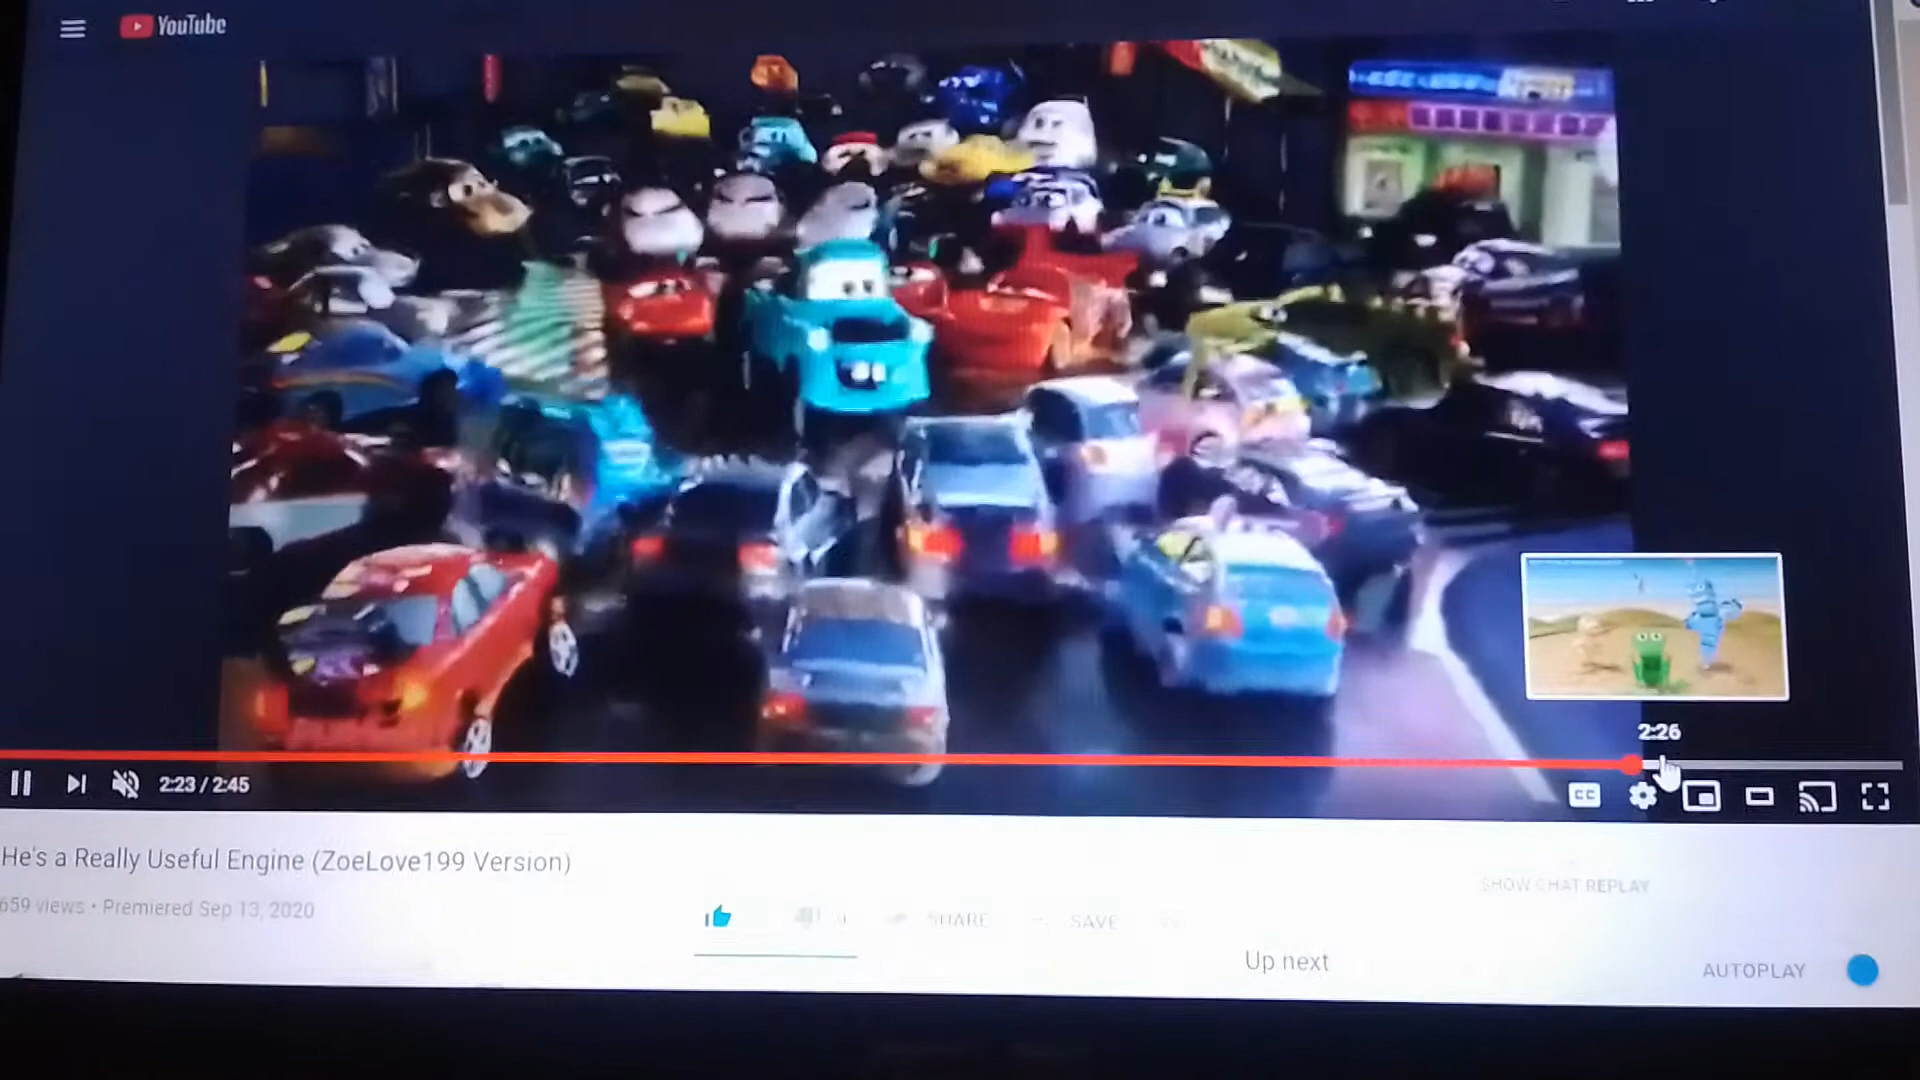 YouTube
2:26
2:23 / 2:45
CC
He's a Really Useful Engine (ZoeLove199 Version)
SHOW CHAT REPLAY
659 views • Premiered Sep 13, 2020
9 SHARE SAVE
Up next
AUTOPLAY